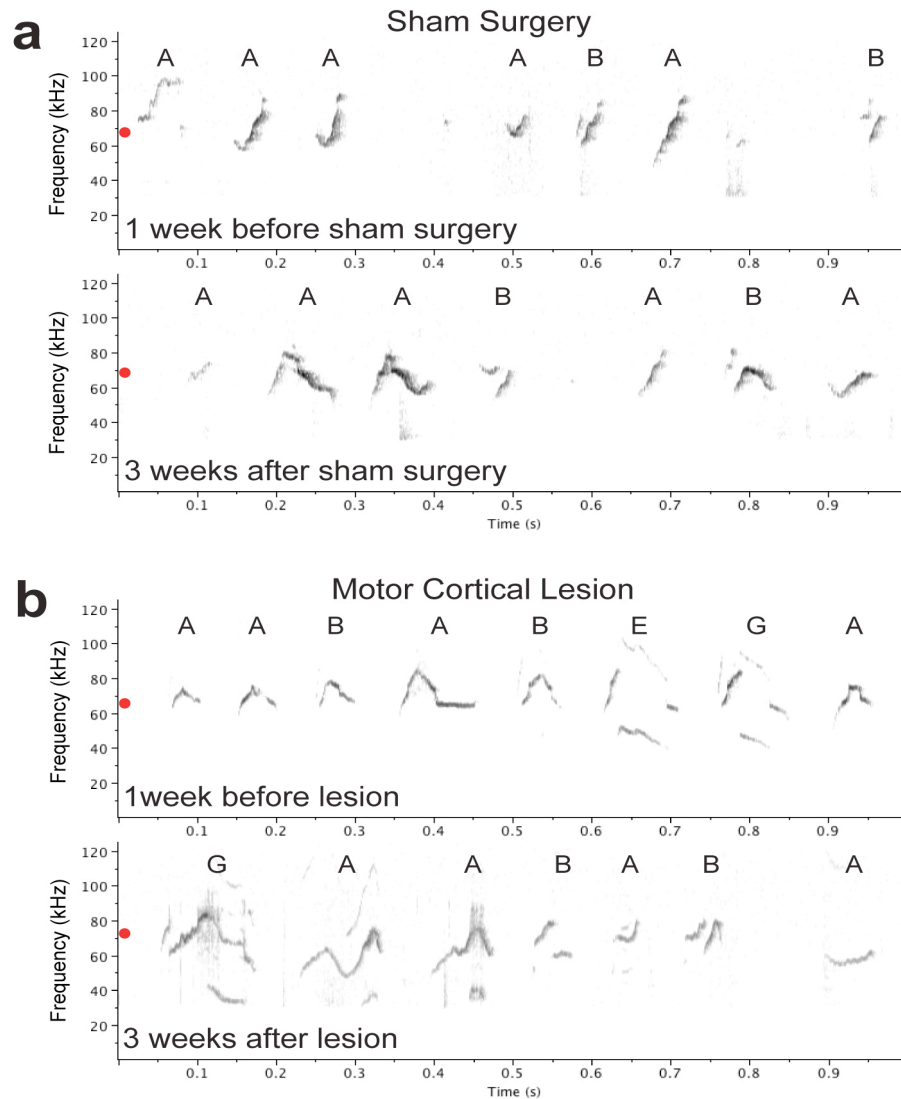 a
Sham Surgery
A A A A B A B
Frequency (kHz)
120
100
80
60
40
20
1 week before sham surgery
0.1 0.2 0.3 0.4 0.5 0.6 0.7 0.8 0.9
A A A B A B A
Frequency (kHz)
120
100
80
60
40
20
3 weeks after sham surgery
0.1 0.2 0.3 0.4 0.5 0.6 0.7 0.8 0.9
Time (s)
b
Motor Cortical Lesion
A A B A B E G A
Frequency (kHz)
120
100
80
60
40
20
1week before lesion
0.1 0.2 0.3 0.4 0.5 0.6 0.7 0.8 0.9
G A A B A B A
Frequency (kHz)
120
100
80
60
40
20
3 weeks after lesion
0.1 0.2 0.3 0.4 0.5 0.6 0.7 0.8 0.9
Time (s)